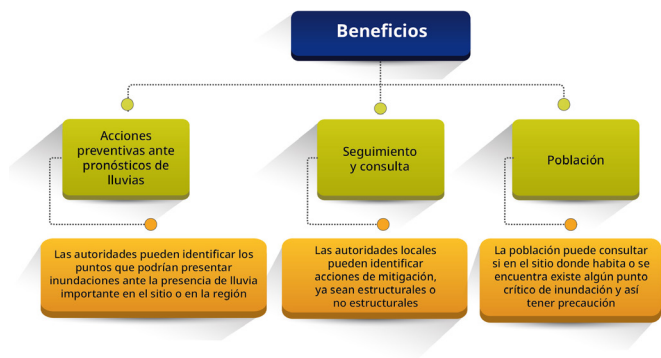 Beneficios
Acciones
preventivas ante
pronósticos de
lluvias
Seguimiento
y consulta
Población
Las autoridades pueden identificar los
puntos que podrían presentar
inundaciones ante la presencia de lluvia
importante en el sitio o en la región
Las autoridades locales
pueden identificar
acciones de mitigación,
ya sean estructurales o
no estructurales
La población puede consultar
si en el sitio donde habita o se
encuentra existe algún punto
crítico de inundación y así
tener precaución